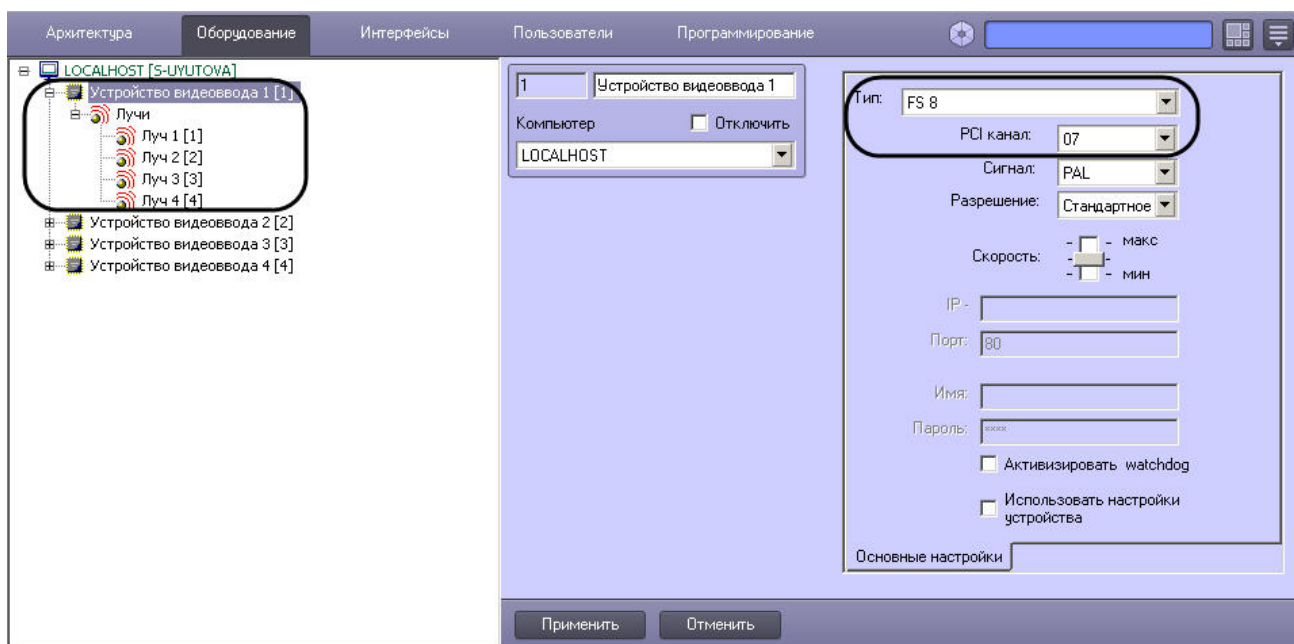 Архитектура Оборудование Интерфейсы Пользователи Программирование
LOCALHOST [S-UYUTOVA]
Устройство видеоввода 1 [1]
Лучи
Луч 1 [1]
Луч 2 [2]
Луч 3 [3]
Луч 4 [4]
Устройство видеоввода 2 [2]
Устройство видеоввода 3 [3]
Устройство видеоввода 4 [4]
1 Устройство видеоввода 1
Компьютер Отключить
LOCALHOST
Тип: FS 8
PCI канал: 07
Сигнал: PAL
Разрешение: Стандартное
макс
Скорость:
мин
IP -
Порт: 80
Имя:
Пароль: ****
Активизировать watchdog
Использовать настройки
устройства
Основные настройки
Применить Отменить